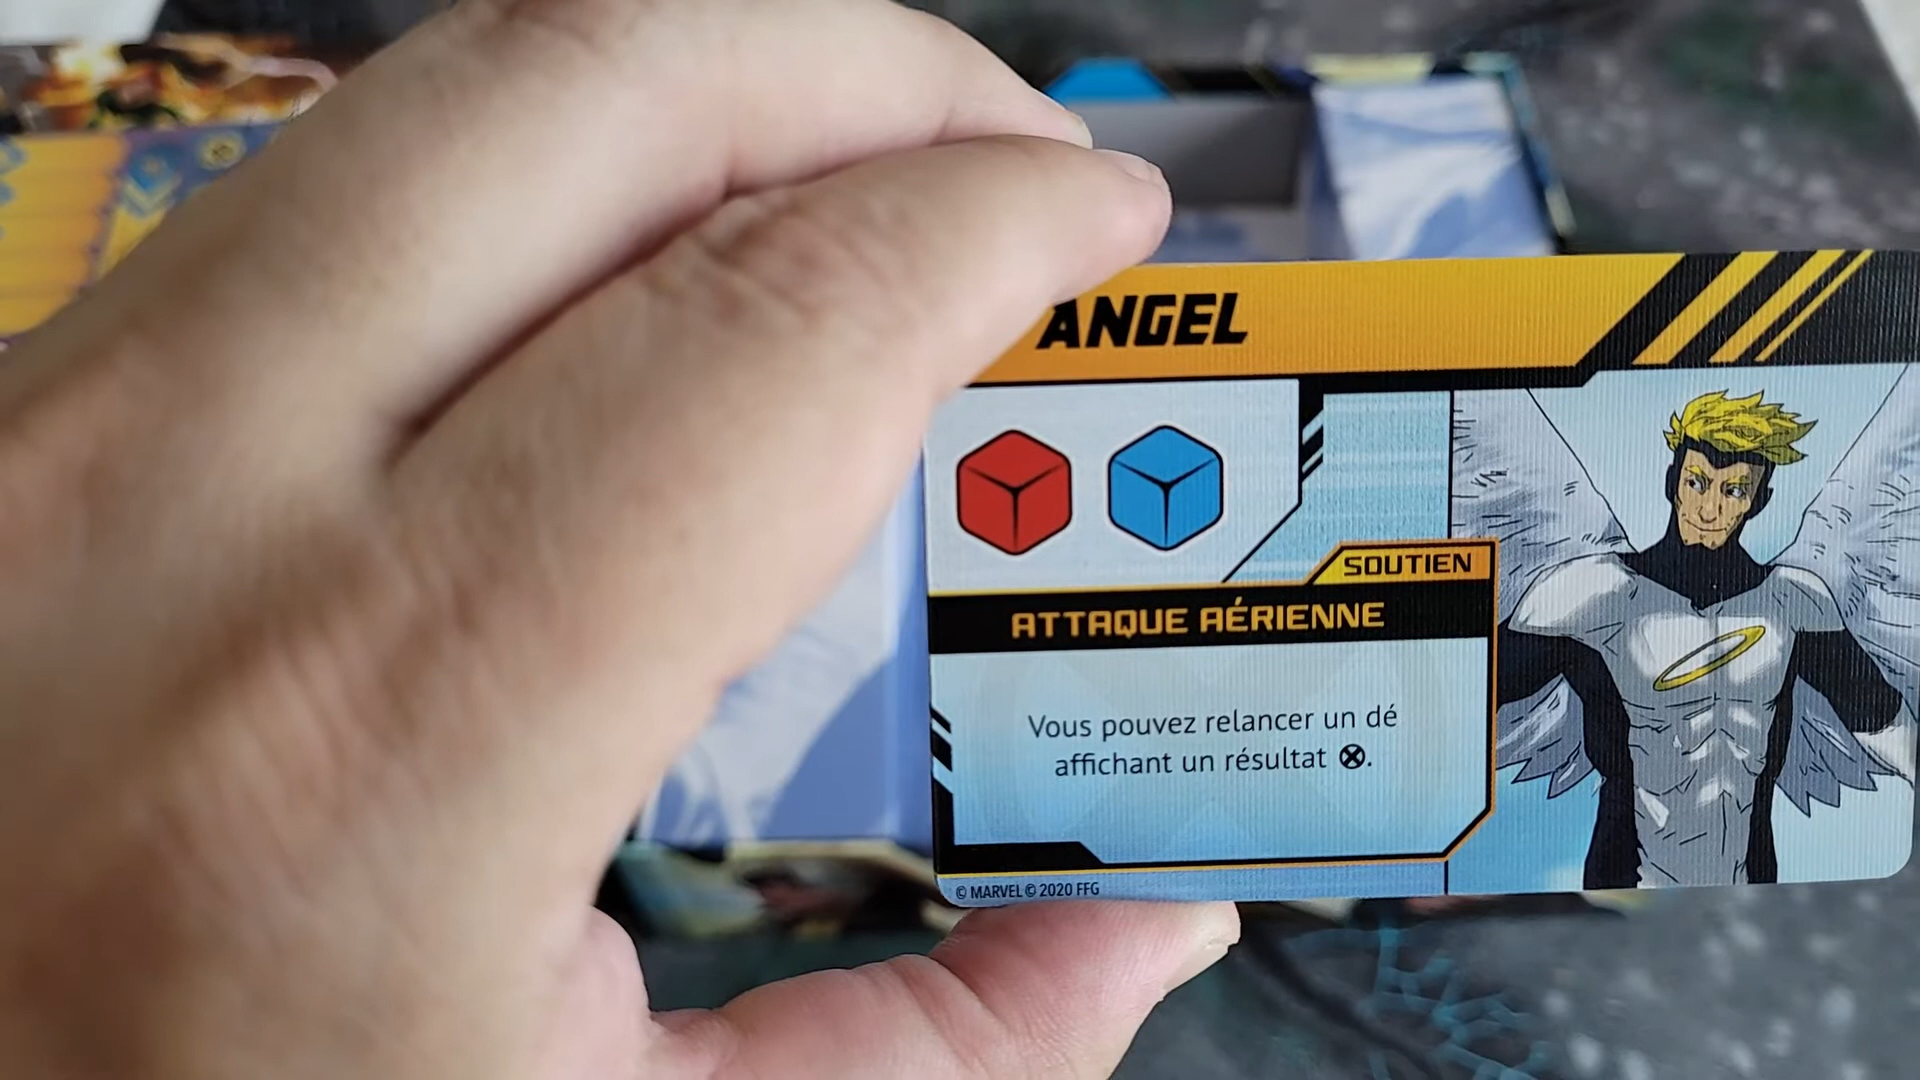 ANGEL
SOUTIEN
ATTAQUE AÉRIENNE
Vous pouvez relancer un dé
affichant un résultat ⊗.
© MARVEL © 2020 FFG